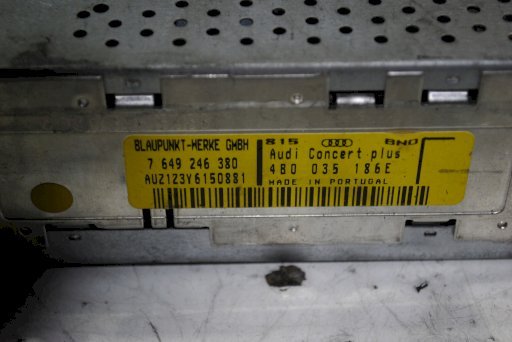 BLAUPUNKT-WERKE GMBH
7 649 246 380
AUZ1Z3Y6150881
815 BNO
Audi Concert plus
4B0 035 186E
MADE IN PORTUGAL